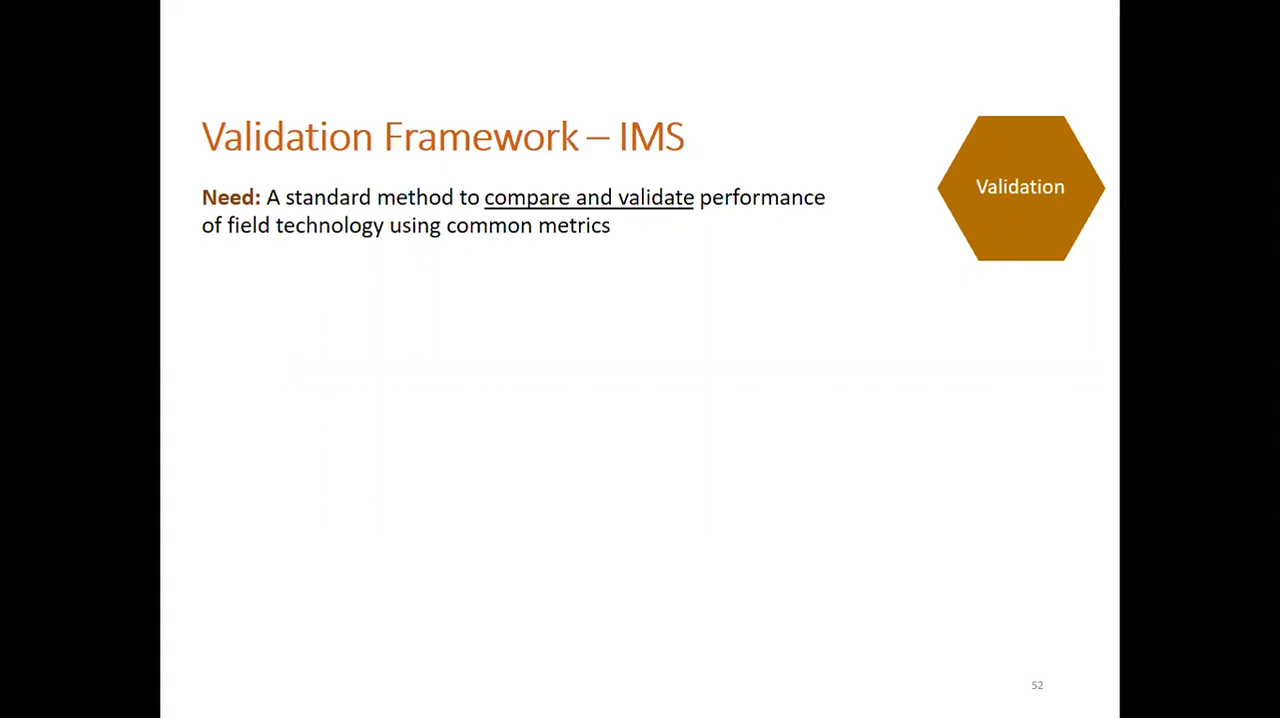 Validation Framework – IMS
Need: A standard method to compare and validate performance
of field technology using common metrics
Validation
52